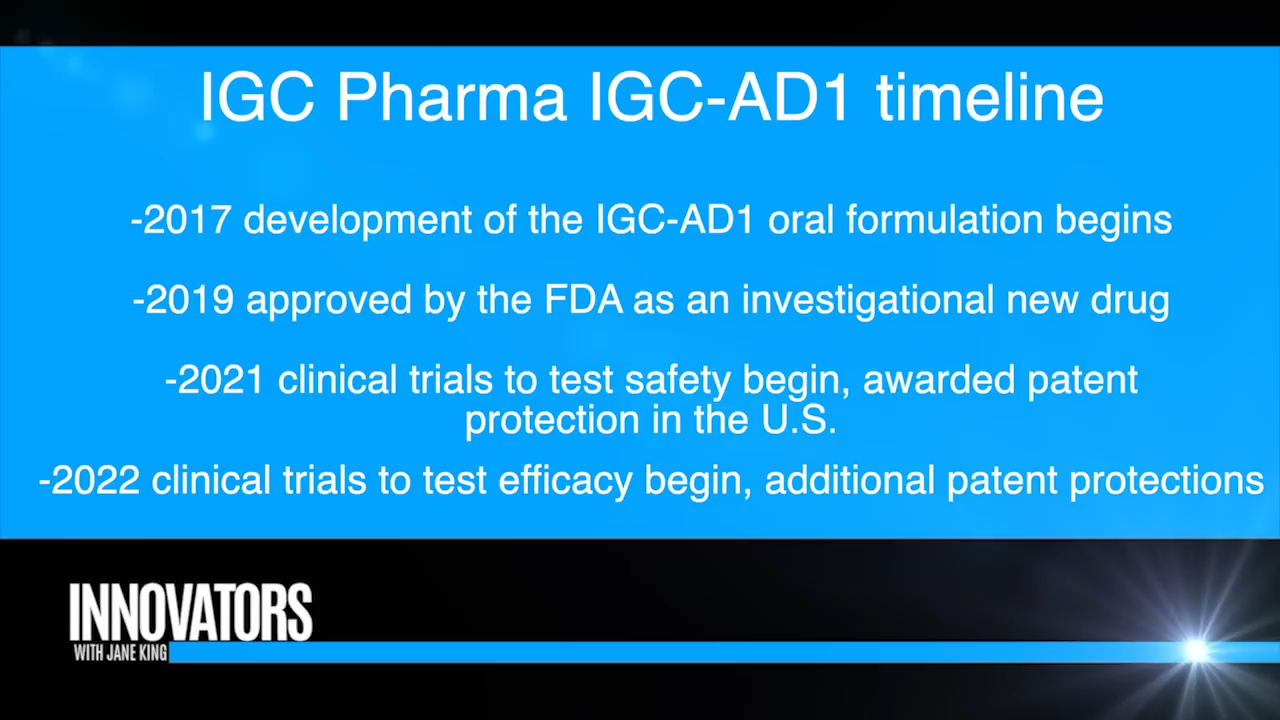 IGC Pharma IGC-AD1 timeline
-2017 development of the IGC-AD1 oral formulation begins
-2019 approved by the FDA as an investigational new drug
-2021 clinical trials to test safety begin, awarded patent
protection in the U.S.
-2022 clinical trials to test efficacy begin, additional patent protections
INNOVATORS
WITH JANE KING